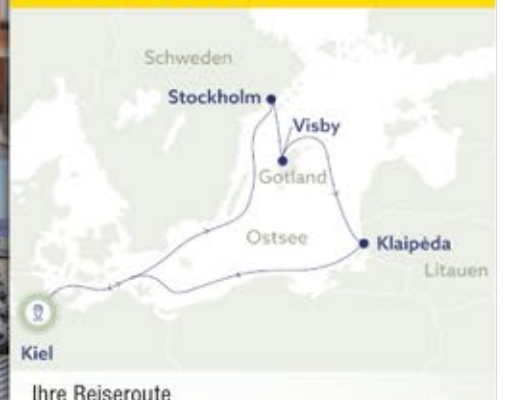 Schweden
Stockholm
Visby
Gotland
Ostsee
Klaipėda
Litauen
Kiel
Ihre Reiseroute